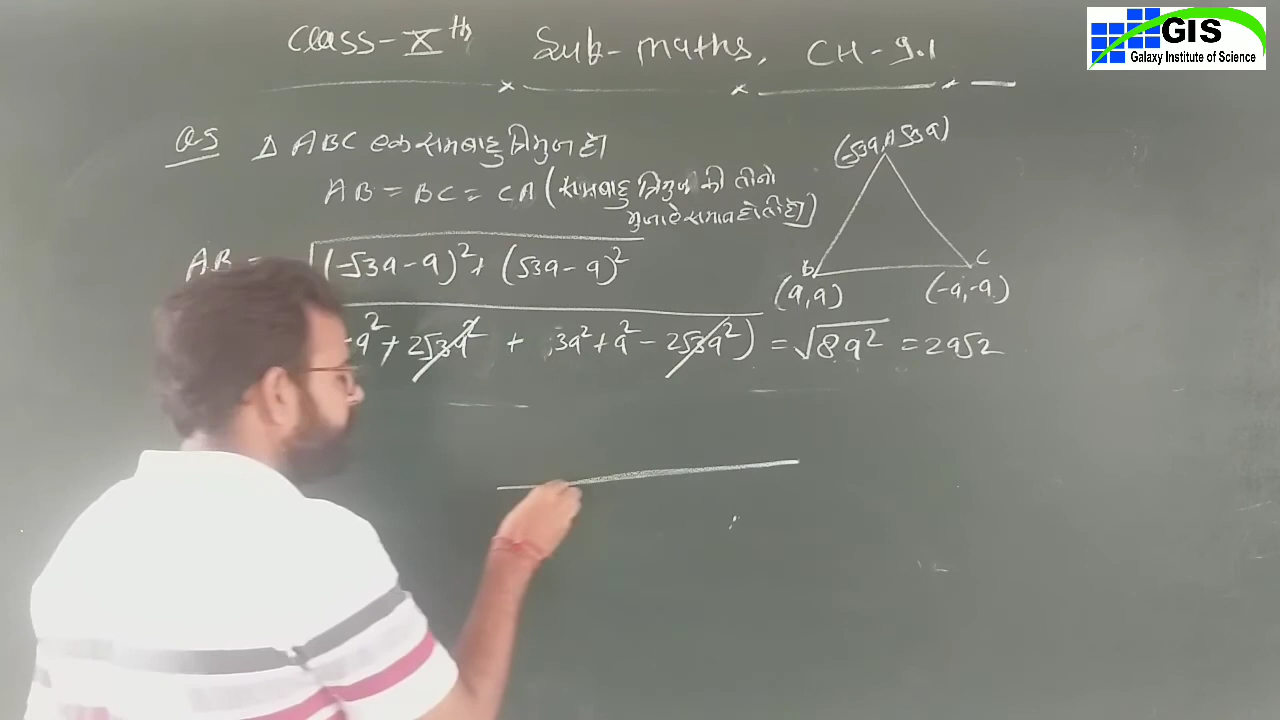 GIS
Galaxy Institute of Science
Class-Xth Sub-maths, CH-9.1
Q5 Δ ABC एक समबाहु त्रिभुज है।
AB = BC = CA (समबाहु त्रिभुज की तीनो
भुजाऐ समान होती है।)
(-√3a, √3a)
A
B
C
(a,a)
(-a,-a)
AB = √(-√3a-a)² + (√3a-a)²
a² + 2√3a² + 3a² + a² - 2√3a²) = √8a² = 2a√2